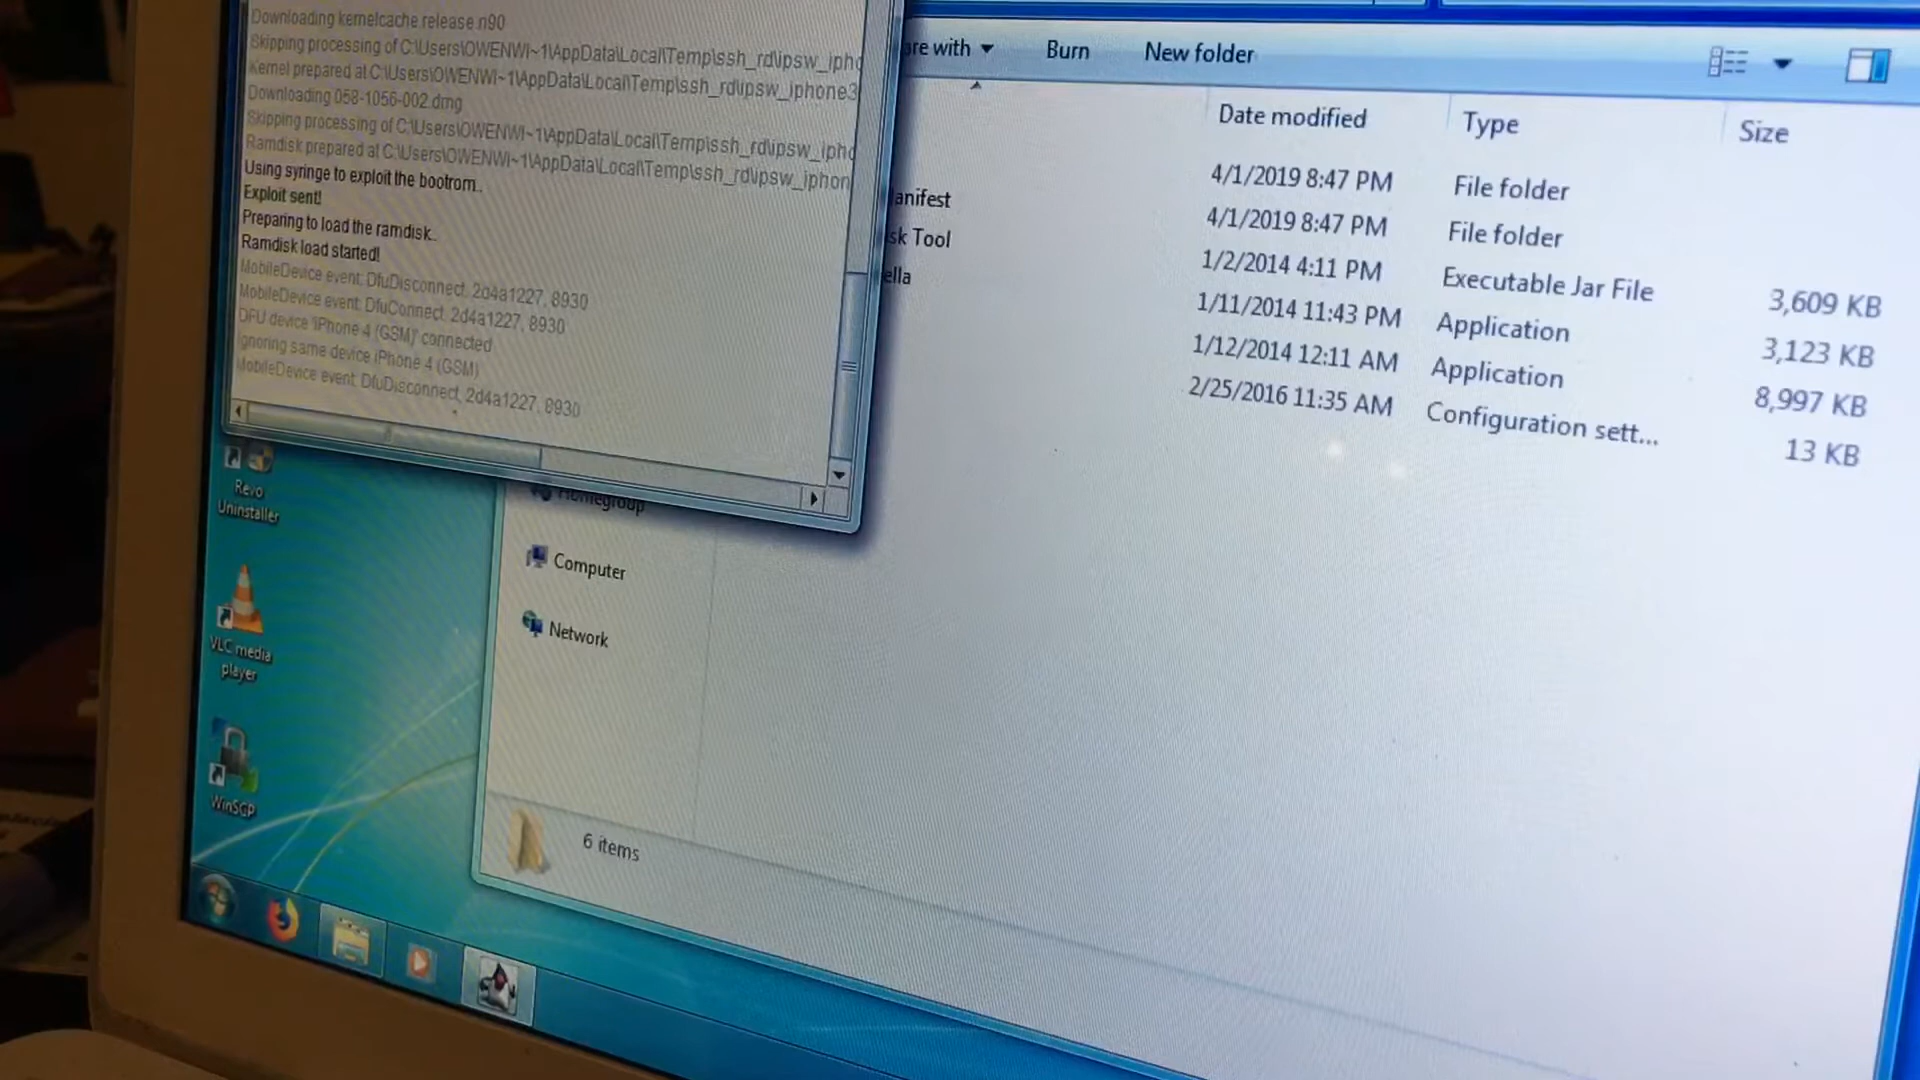 Downloading kernelcache.release.n90
Skipping processing of C:\Users\OWENWI~1\AppData\Local\Temp\ssh_rd\ipsw_ipho
Kernel prepared at C:\Users\OWENWI~1\AppData\Local\Temp\ssh_rd\ipsw_iphone3
Downloading 058-1056-002.dmg
Skipping processing of C:\Users\OWENWI~1\AppData\Local\Temp\ssh_rd\ipsw_ipho
Ramdisk prepared at C:\Users\OWENWI~1\AppData\Local\Temp\ssh_rd\ipsw_iphon
Using syringe to exploit the bootrom..
Exploit sent!
Preparing to load the ramdisk..
Ramdisk load started!
MobileDevice event: DfuDisconnect, 2d4a1227, 8930
MobileDevice event: DfuConnect, 2d4a1227, 8930
DFU device 'iPhone 4 (GSM)' connected
Ignoring same device iPhone 4 (GSM)
MobileDevice event: DfuDisconnect, 2d4a1227, 8930
are with
Burn
New folder
Date modified
Type
Size
4/1/2019 8:47 PM
File folder
anifest
4/1/2019 8:47 PM
File folder
sk Tool
1/2/2014 4:11 PM
Executable Jar File
3,609 KB
ella
1/11/2014 11:43 PM
Application
3,123 KB
1/12/2014 12:11 AM
Application
8,997 KB
2/25/2016 11:35 AM
Configuration sett...
13 KB
Homegroup
Computer
Network
6 items
Revo
Uninstaller
VLC media
player
WinSCP